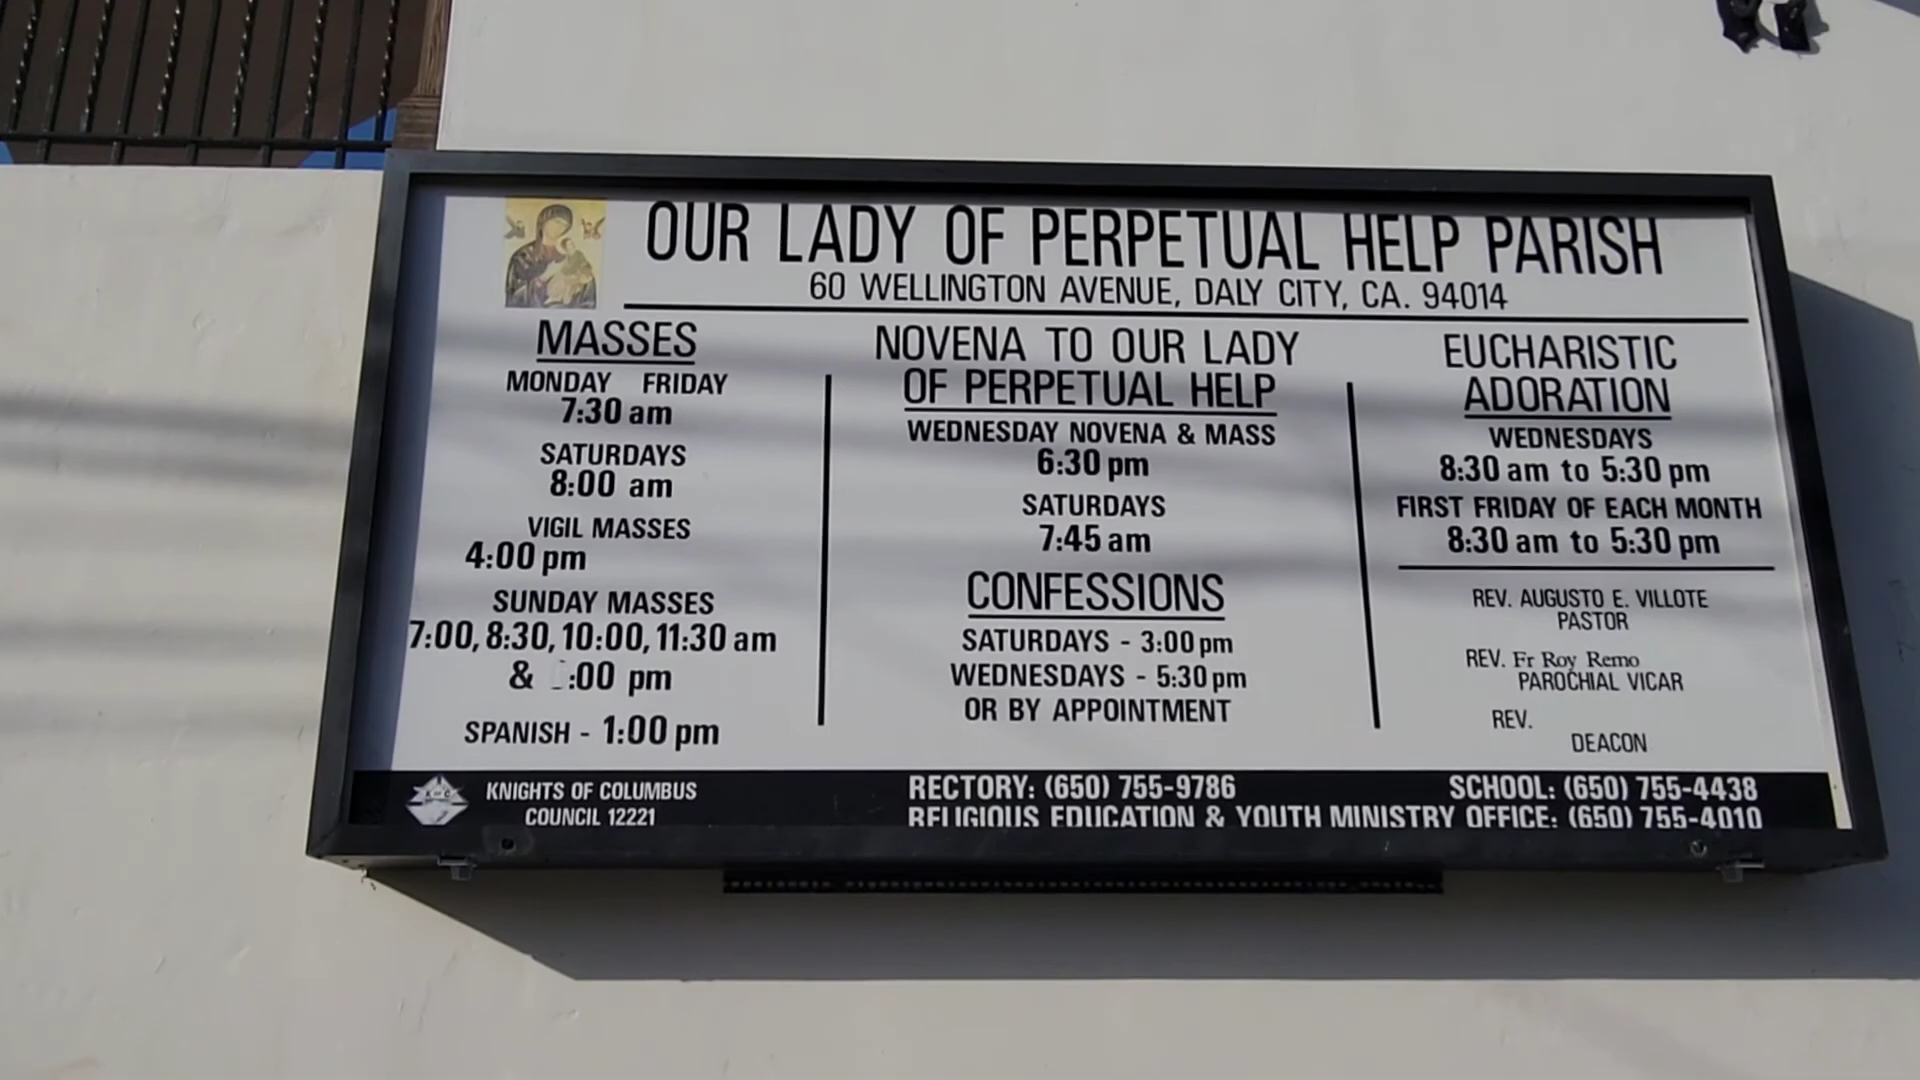 OUR LADY OF PERPETUAL HELP PARISH
60 WELLINGTON AVENUE, DALY CITY, CA. 94014
MASSES
MONDAY FRIDAY
7:30 am
SATURDAYS
8:00 am
VIGIL MASSES
4:00 pm
SUNDAY MASSES
7:00, 8:30, 10:00, 11:30 am
& :00 pm
SPANISH - 1:00 pm
NOVENA TO OUR LADY
OF PERPETUAL HELP
WEDNESDAY NOVENA & MASS
6:30 pm
SATURDAYS
7:45 am
CONFESSIONS
SATURDAYS - 3:00 pm
WEDNESDAYS - 5:30 pm
OR BY APPOINTMENT
EUCHARISTIC
ADORATION
WEDNESDAYS
8:30 am to 5:30 pm
FIRST FRIDAY OF EACH MONTH
8:30 am to 5:30 pm
REV. AUGUSTO E. VILLOTE
PASTOR
REV. Fr Roy Remo
PAROCHIAL VICAR
REV.
DEACON
KNIGHTS OF COLUMBUS
COUNCIL 12221
RECTORY: (650) 755-9786
SCHOOL: (650) 755-4438
RELIGIOUS EDUCATION & YOUTH MINISTRY OFFICE: (650) 755-4010